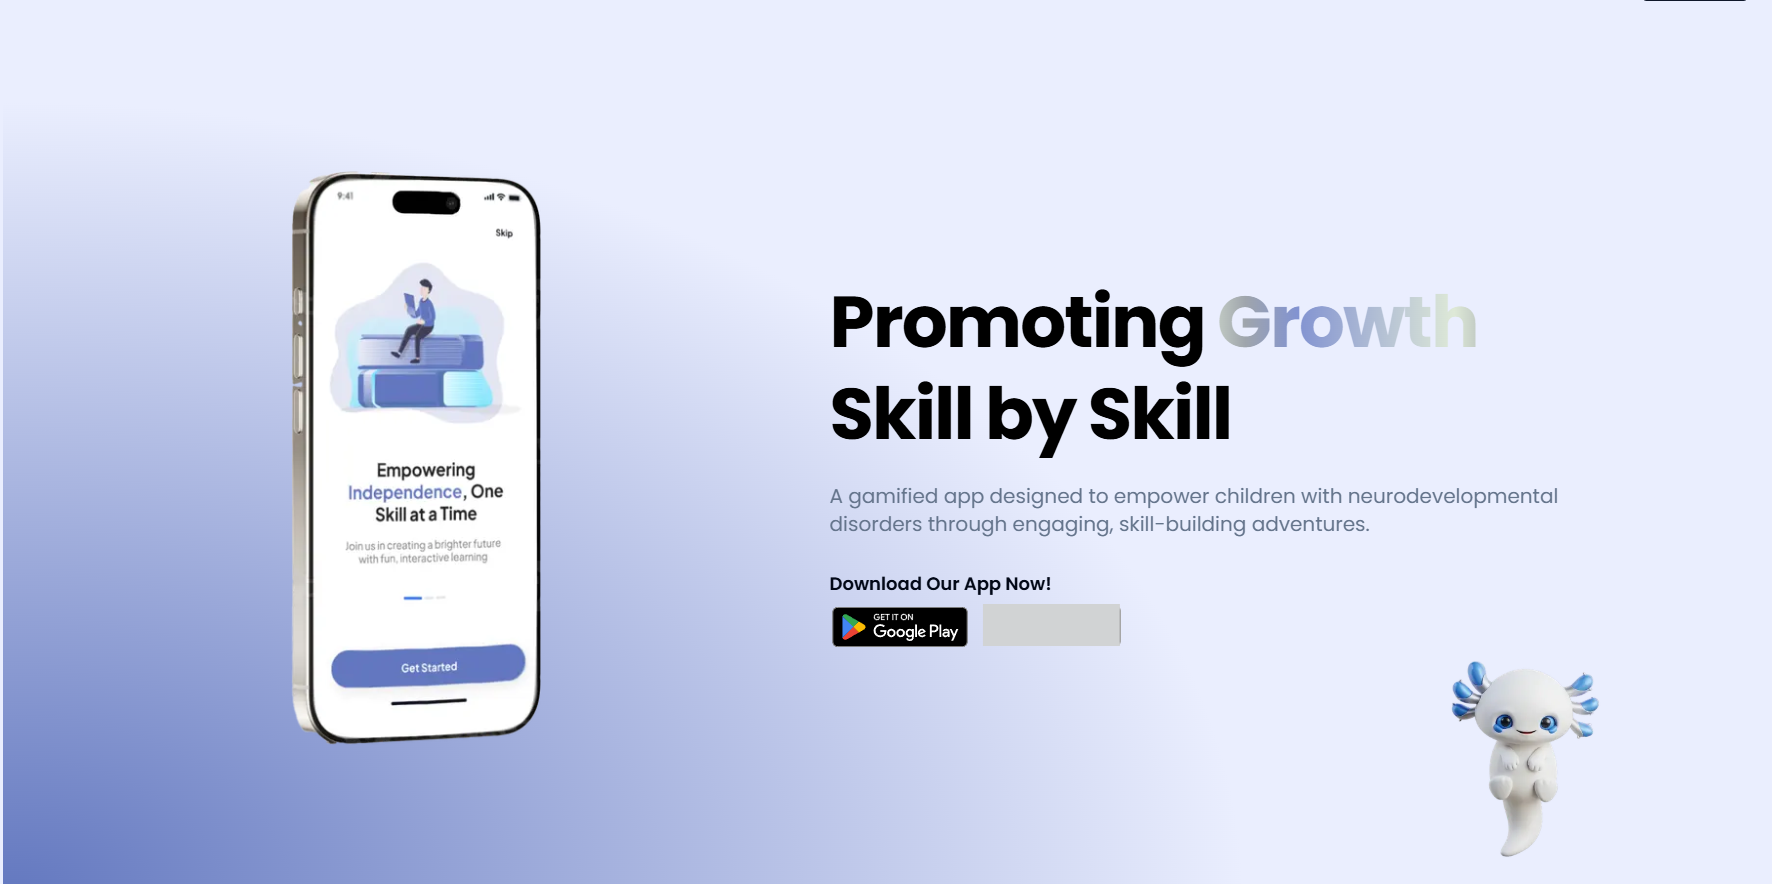 9:41
Skip
Empowering
Independence, One
Skill at a Time
Join us in creating a brighter future
with fun, interactive learning
Get Started
Promoting Growth
Skill by Skill
A gamified app designed to empower children with neurodevelopmental
disorders through engaging, skill-building adventures.
Download Our App Now!
GET IT ON
Google Play